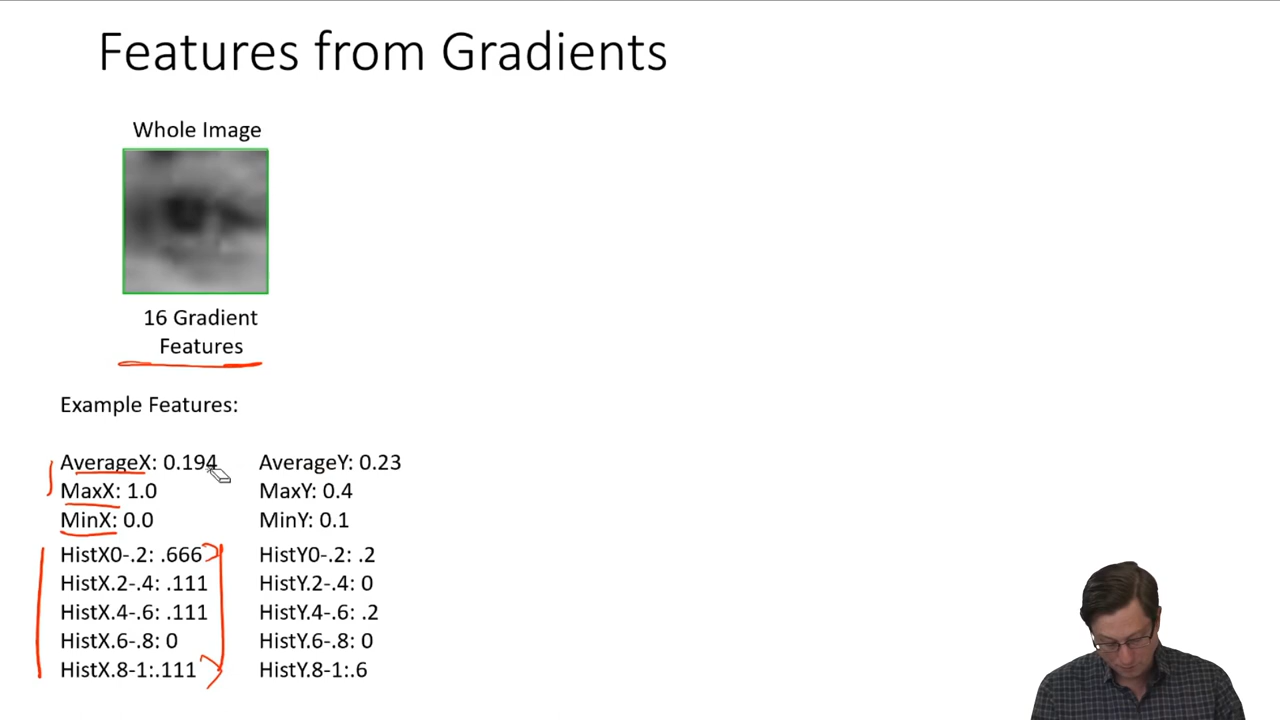 Features from Gradients
Whole Image
16 Gradient
Features
Example Features:
AverageX: 0.194
MaxX: 1.0
MinX: 0.0
HistX0-.2: .666
HistX.2-.4: .111
HistX.4-.6: .111
HistX.6-.8: 0
HistX.8-1:.111
AverageY: 0.23
MaxY: 0.4
MinY: 0.1
HistY0-.2: .2
HistY.2-.4: 0
HistY.4-.6: .2
HistY.6-.8: 0
HistY.8-1:.6